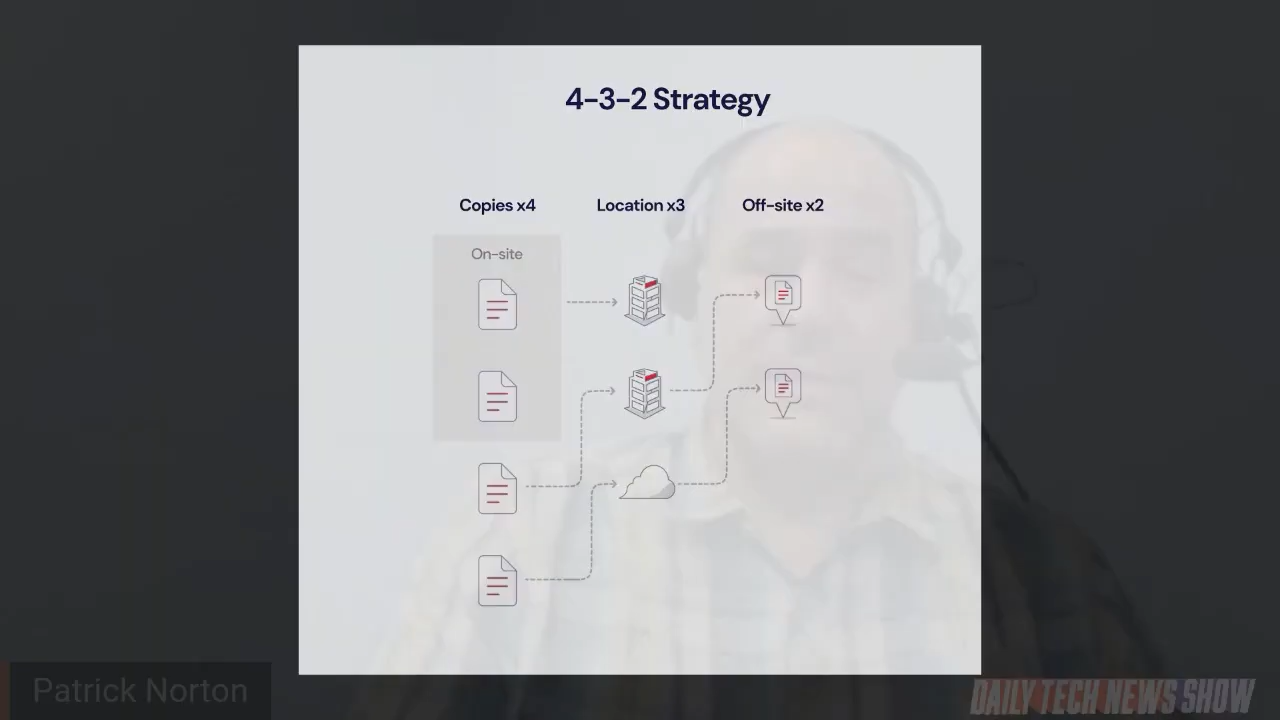 4-3-2 Strategy
Copies x4
Location x3
Off-site x2
On-site
Patrick Norton
DAILY TECH NEWS SHOW